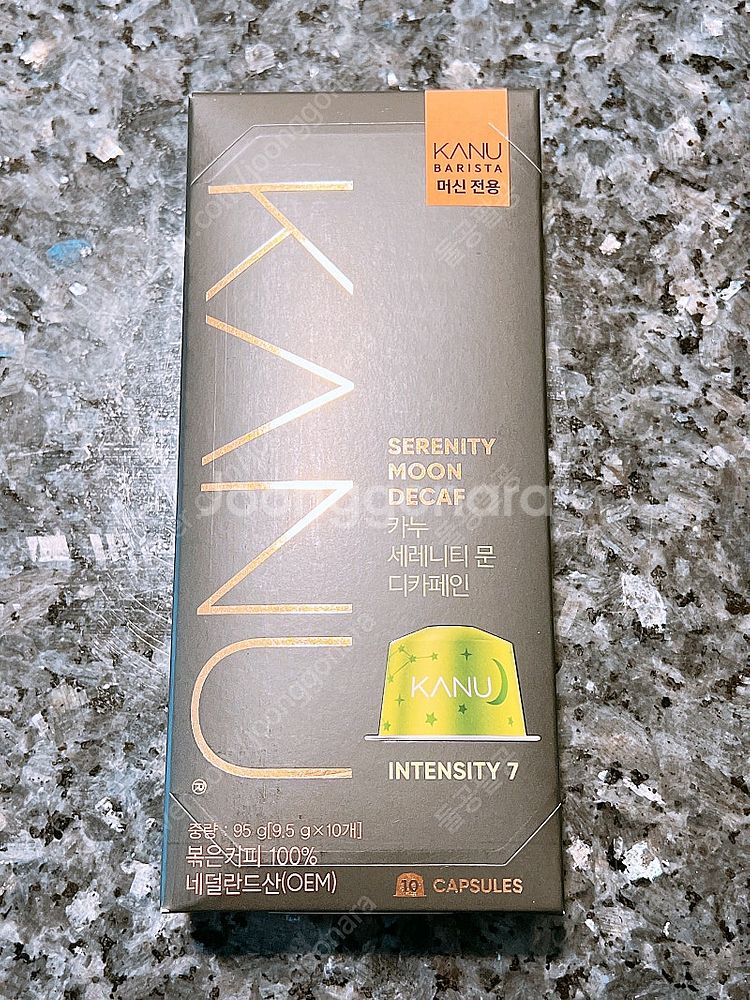 KANU
BARISTA
머신 전용
KANU
SERENITY
MOON
DECAF
카누
세레니티 문
디카페인
KANU
INTENSITY 7
중량 : 95 g[9.5 g×10개]
볶은커피 100%
네덜란드산(OEM)
10 CAPSULES
joonggonara